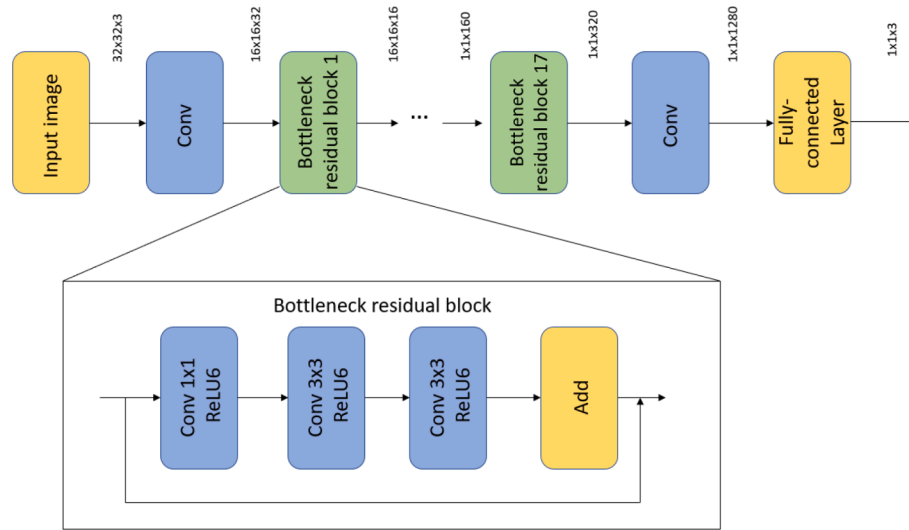 32x32x3
16x16x32
16x16x16
1x1x160
1x1x320
1x1x1280
1x1x3
Input image
Conv
Bottleneck
residual block 1
...
Bottleneck
residual block 17
Conv
Fully-
connected
Layer
Bottleneck residual block
Conv 1x1
ReLU6
Conv 3x3
ReLU6
Conv 3x3
ReLU6
Add